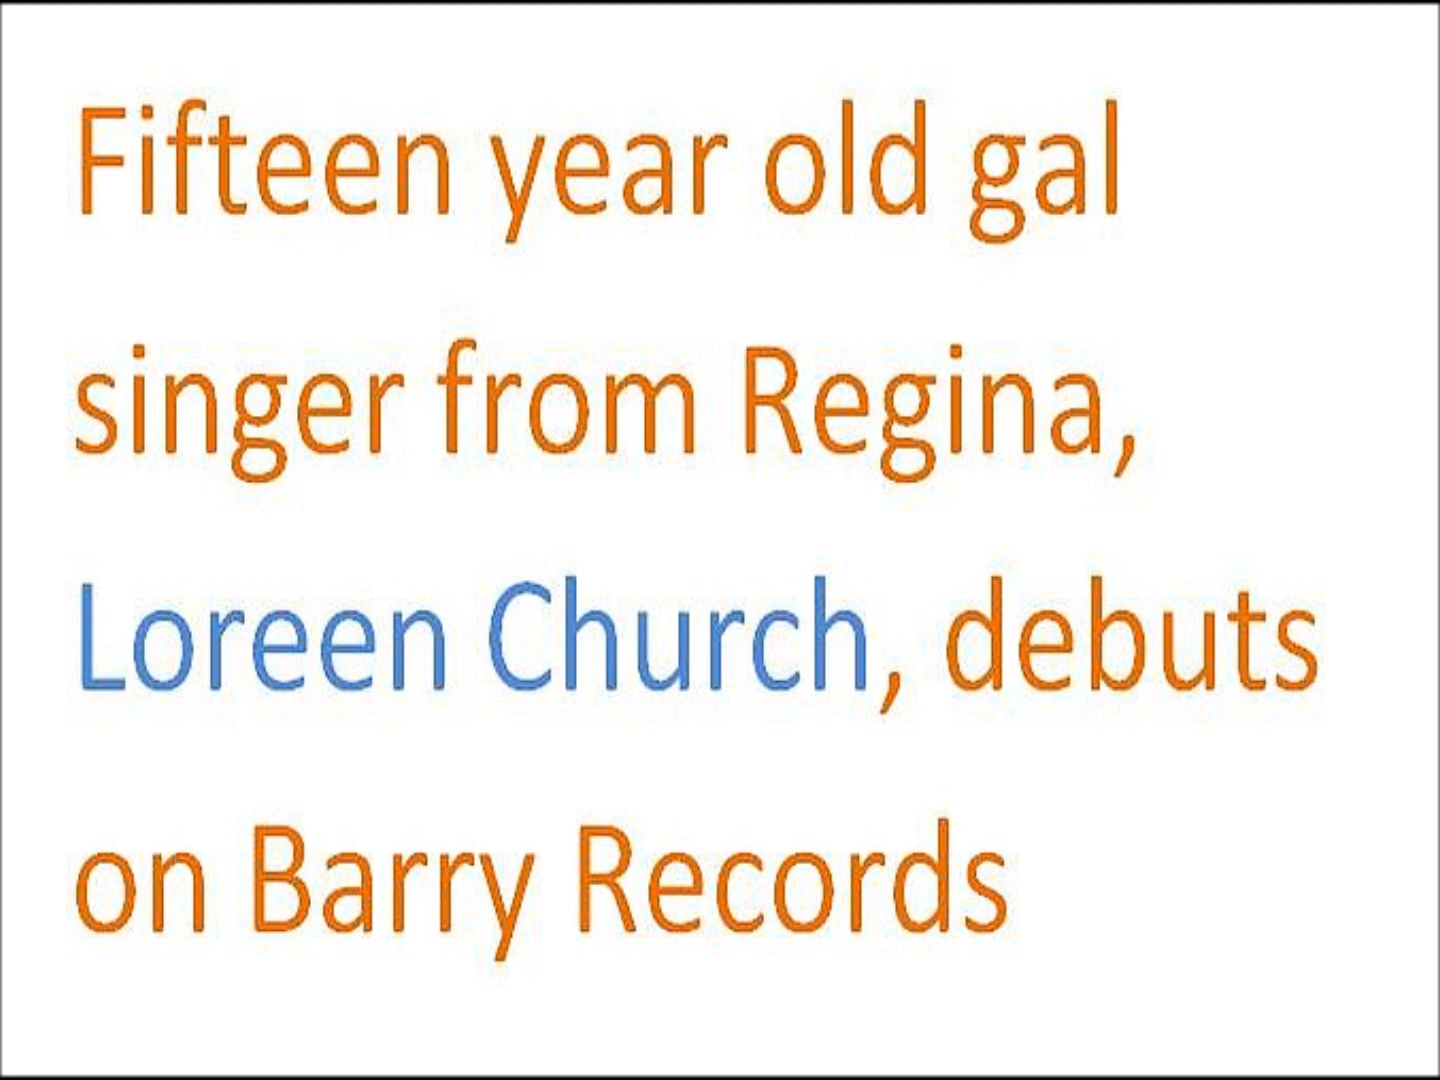 Fifteen year old gal
singer from Regina,
Loreen Church, debuts
on Barry Records